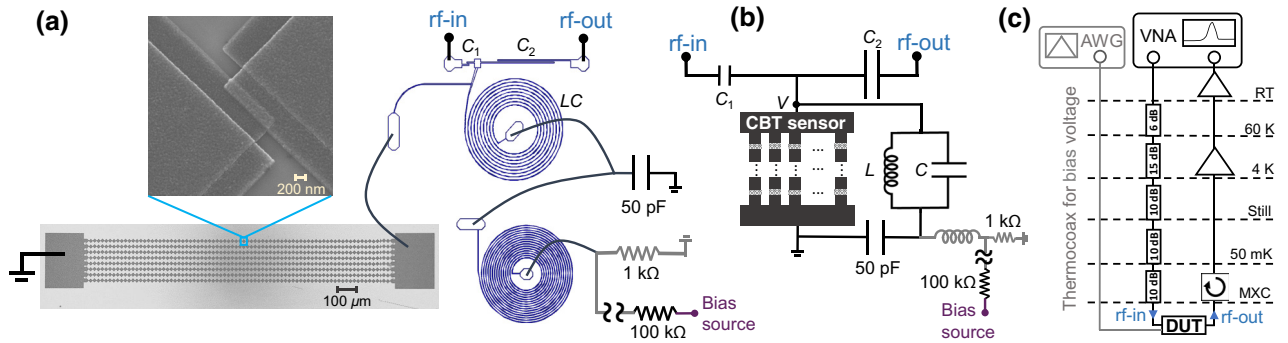 (a)
rf-in
rf-out
C1
C2
LC
200 nm
50 pF
100 µm
1 kΩ
100 kΩ
Bias
source
(b)
rf-in
C1
C2
rf-out
V
CBT sensor
...
...
L
C
50 pF
1 kΩ
100 kΩ
Bias
source
(c)
AWG
VNA
Thermocoax for bias voltage
RT
6 dB
60 K
15 dB
4 K
10 dB
Still
10 dB
50 mK
10 dB
MXC
rf-in
DUT
rf-out